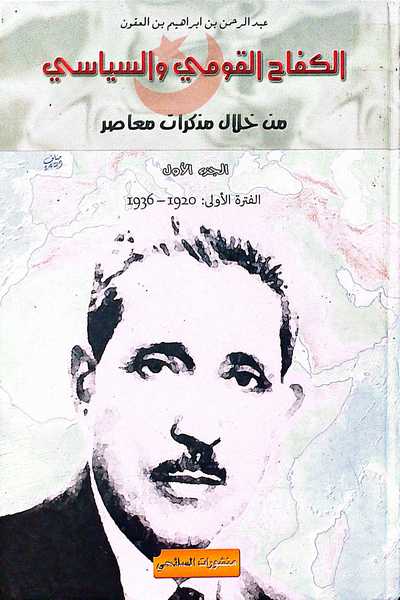 عبد الرحمن بن ابراهيم بن العقون
الكفاح القومي والسياسي
من خلال مذكرات معاصر
الجزء الأول
الفترة الأولى: 1920 – 1936
منشورات السائحي